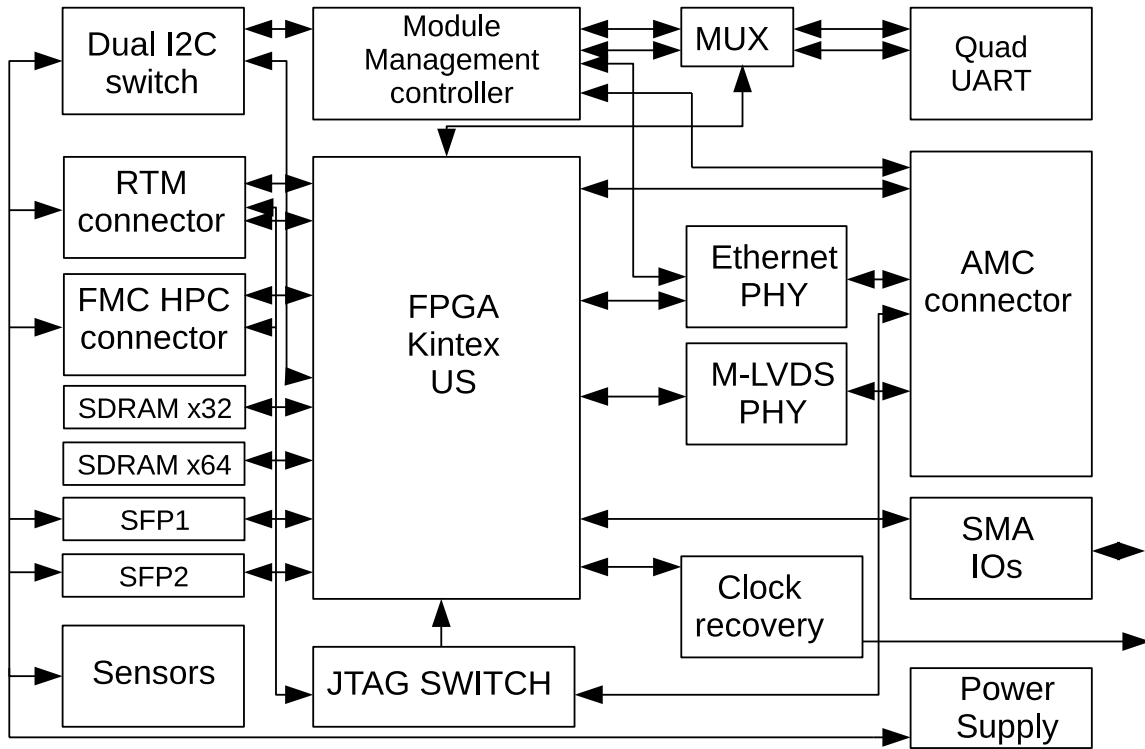 Dual I2C
switch
Module
Management
controller
MUX
Quad
UART
RTM
connector
FMC HPC
connector
SDRAM x32
SDRAM x64
SFP1
SFP2
Sensors
FPGA
Kintex
US
JTAG SWITCH
Ethernet
PHY
M-LVDS
PHY
Clock
recovery
AMC
connector
SMA
IOs
Power
Supply